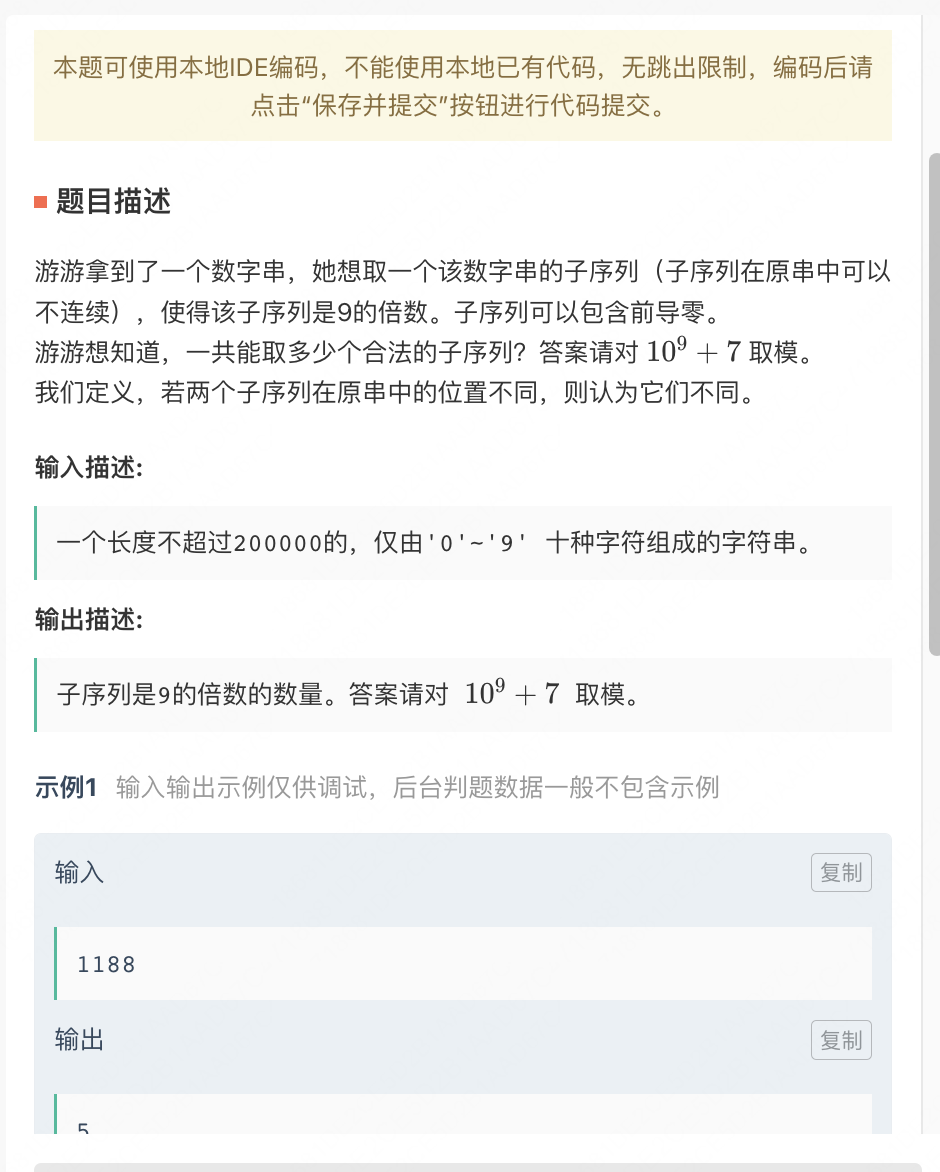 本题可使用本地IDE编码，不能使用本地已有代码，无跳出限制，编码后请
点击“保存并提交”按钮进行代码提交。
题目描述
游游拿到了一个数字串，她想取一个该数字串的子序列（子序列在原串中可以
不连续），使得该子序列是9的倍数。子序列可以包含前导零。
游游想知道，一共能取多少个合法的子序列？答案请对 10⁹ + 7 取模。
我们定义，若两个子序列在原串中的位置不同，则认为它们不同。
输入描述:
一个长度不超过200000的，仅由'0'~'9' 十种字符组成的字符串。
输出描述:
子序列是9的倍数的数量。答案请对 10⁹ + 7 取模。
示例1 输入输出示例仅供调试，后台判题数据一般不包含示例
输入 复制
1188
输出 复制
5